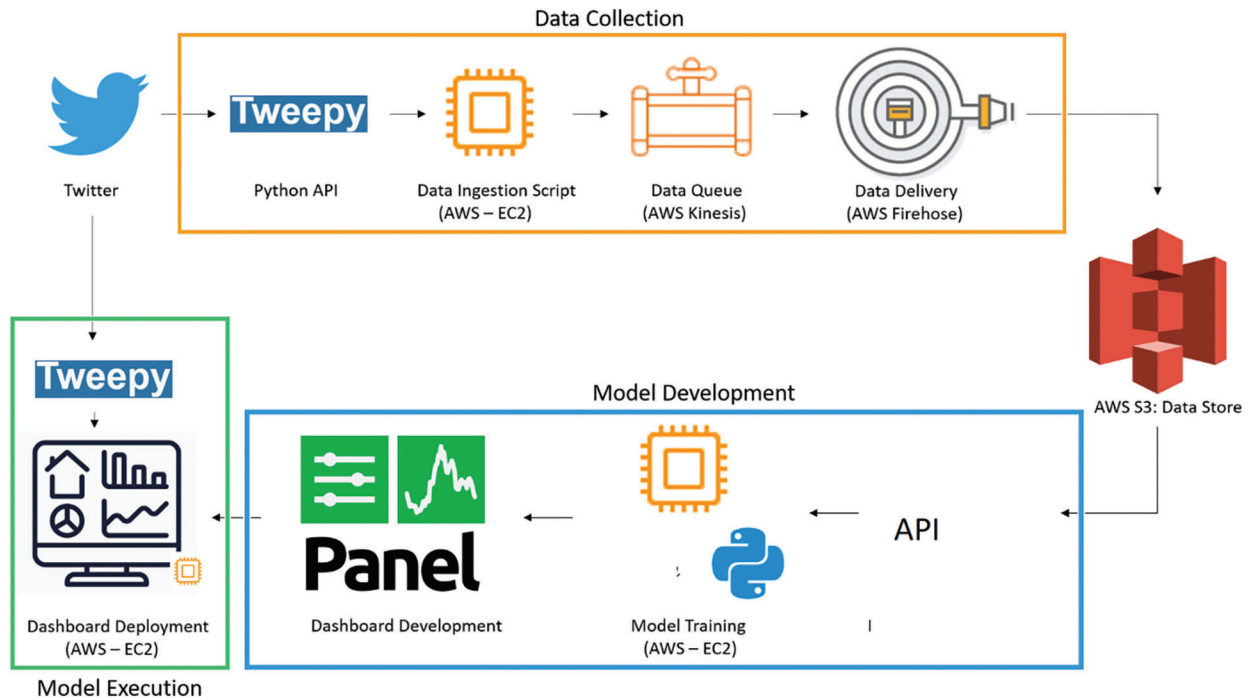 Data Collection
Tweepy
Twitter
Python API
Data Ingestion Script
(AWS – EC2)
Data Queue
(AWS Kinesis)
Data Delivery
(AWS Firehose)
AWS S3: Data Store
Model Development
API
Model Training
(AWS – EC2)
Panel
Dashboard Development
Tweepy
Dashboard Deployment
(AWS – EC2)
Model Execution